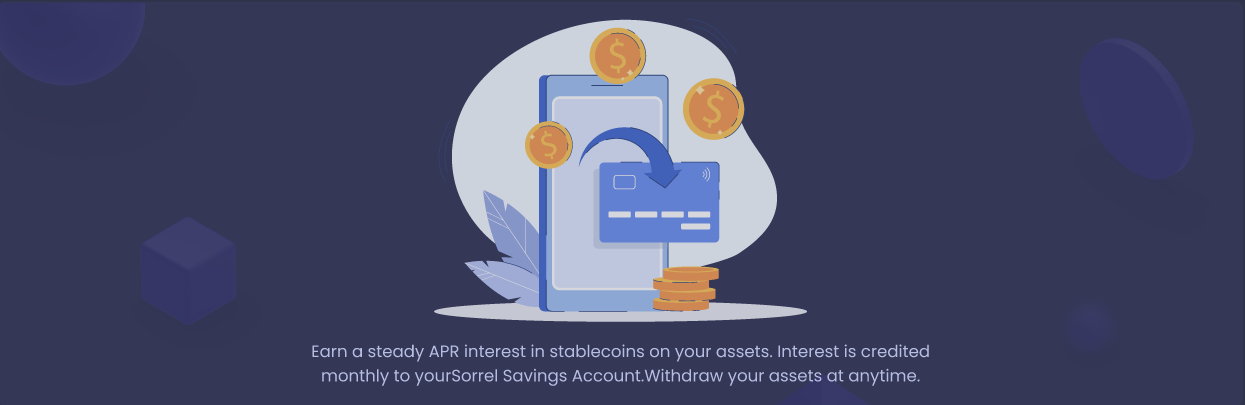 Earn a steady APR interest in stablecoins on your assets. Interest is credited
monthly to yourSorrel Savings Account.Withdraw your assets at anytime.